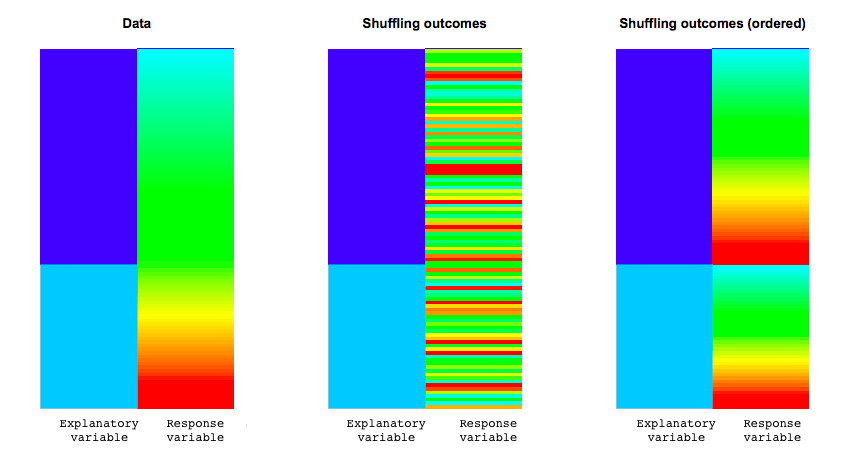 Data
Explanatory variable
Response variable
Shuffling outcomes
Explanatory variable
Response variable
Shuffling outcomes (ordered)
Explanatory variable
Response variable